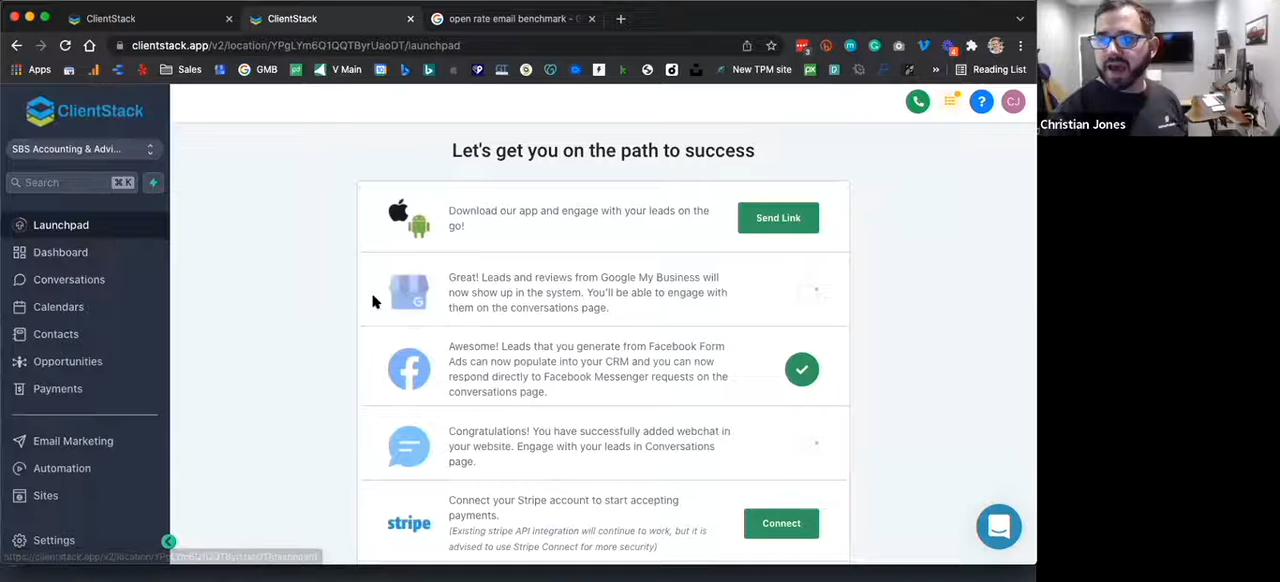 ClientStack
ClientStack
open rate email benchmark - G
clientstack.app/v2/location/YPgLYm6Q1QQTByrUaoDT/launchpad
Apps
Sales
GMB
V Main
New TPM site
Reading List
ClientStack
SBS Accounting & Advi...
Search
⌘ K
Launchpad
Dashboard
Conversations
Calendars
Contacts
Opportunities
Payments
Email Marketing
Automation
Sites
Settings
CJ
Let's get you on the path to success
Download our app and engage with your leads on the
go!
Send Link
Great! Leads and reviews from Google My Business will
now show up in the system. You'll be able to engage with
them on the conversations page.
Awesome! Leads that you generate from Facebook Form
Ads can now populate into your CRM and you can now
respond directly to Facebook Messenger requests on the
conversations page.
Congratulations! You have successfully added webchat in
your website. Engage with your leads in Conversations
page.
stripe
Connect your Stripe account to start accepting
payments.
(Existing stripe API integration will continue to work, but it is
advised to use Stripe Connect for more security)
Connect
Christian Jones